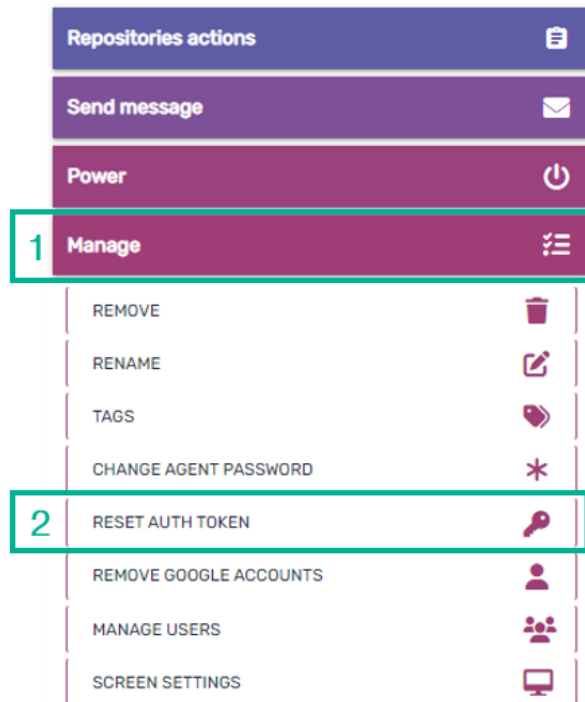 Repositories actions
Send message
Power
1 Manage
REMOVE
RENAME
TAGS
CHANGE AGENT PASSWORD
2 RESET AUTH TOKEN
REMOVE GOOGLE ACCOUNTS
MANAGE USERS
SCREEN SETTINGS